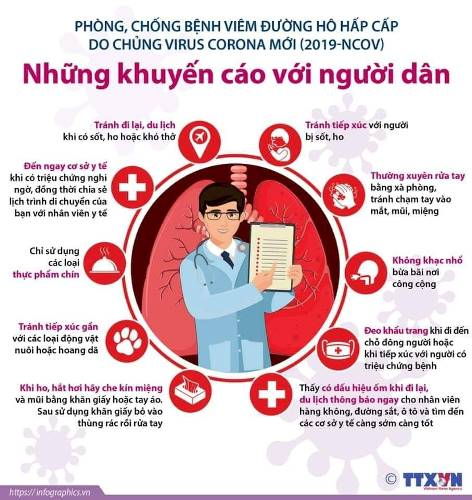 PHÒNG, CHỐNG BỆNH VIÊM ĐƯỜNG HÔ HẤP CẤP
DO CHỦNG VIRUS CORONA MỚI (2019-NCOV)
Những khuyến cáo với người dân
Tránh đi lại, du lịch
khi có sốt, ho hoặc khó thở
Tránh tiếp xúc với người
bị sốt, ho
Đến ngay cơ sở y tế
khi có triệu chứng nghi
ngờ, đồng thời chia sẻ
lịch trình di chuyển của
bạn với nhân viên y tế
Thường xuyên rửa tay
bằng xà phòng,
tránh chạm tay vào
mắt, mũi, miệng
Chỉ sử dụng
các loại
thực phẩm chín
Không khạc nhổ
bừa bãi nơi
công cộng
Tránh tiếp xúc gần
với các loại động vật
nuôi hoặc hoang dã
Đeo khẩu trang khi đi đến
chỗ đông người hoặc
khi tiếp xúc với người có
triệu chứng bệnh
Khi ho, hắt hơi hãy che kín miệng
và mũi bằng khăn giấy hoặc tay áo.
Sau sử dụng khăn giấy bỏ vào
thùng rác rồi rửa tay
Thấy có dấu hiệu ốm khi đi lại,
du lịch thông báo ngay cho nhân viên
hàng không, đường sắt, ô tô và tìm đến
các cơ sở y tế càng sớm càng tốt
https://infographics.vn
© TTXVN
Vietnam News Agency